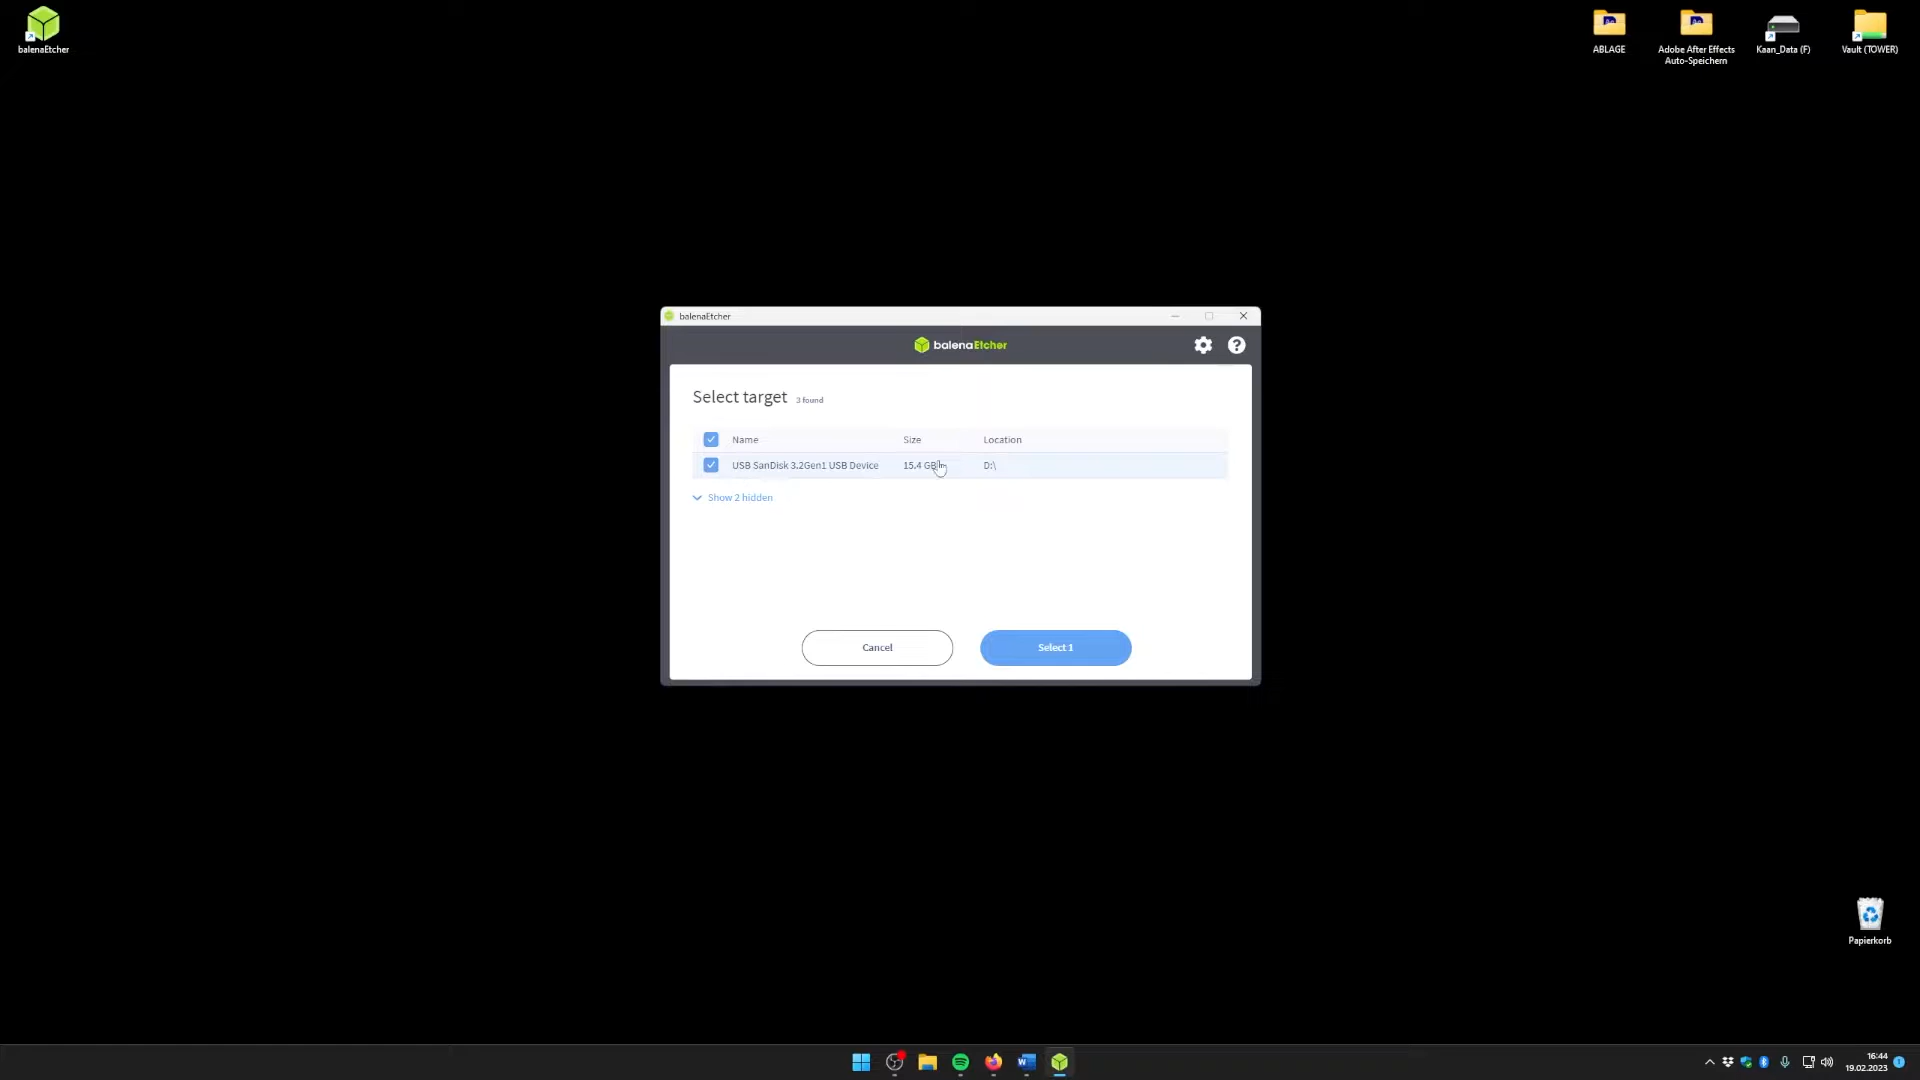 balenaEtcher
ABLAGE
Adobe After Effects
Auto-Speichern
Kaan_Data (F)
Vault (TOWER)
balenaEtcher
balenaEtcher
Select target 3 found
Name Size Location
USB SanDisk 3.2Gen1 USB Device 15.4 GB D:\
Show 2 hidden
Cancel
Select 1
Papierkorb
16:44
19.02.2023